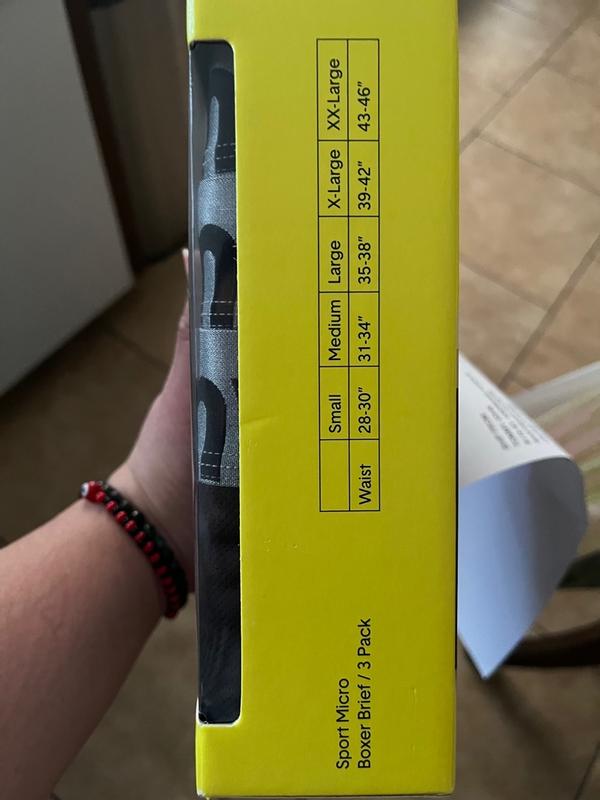 Small Medium Large X-Large XX-Large
Waist 28-30" 31-34" 35-38" 39-42" 43-46"
Sport Micro
Boxer Brief / 3 Pack